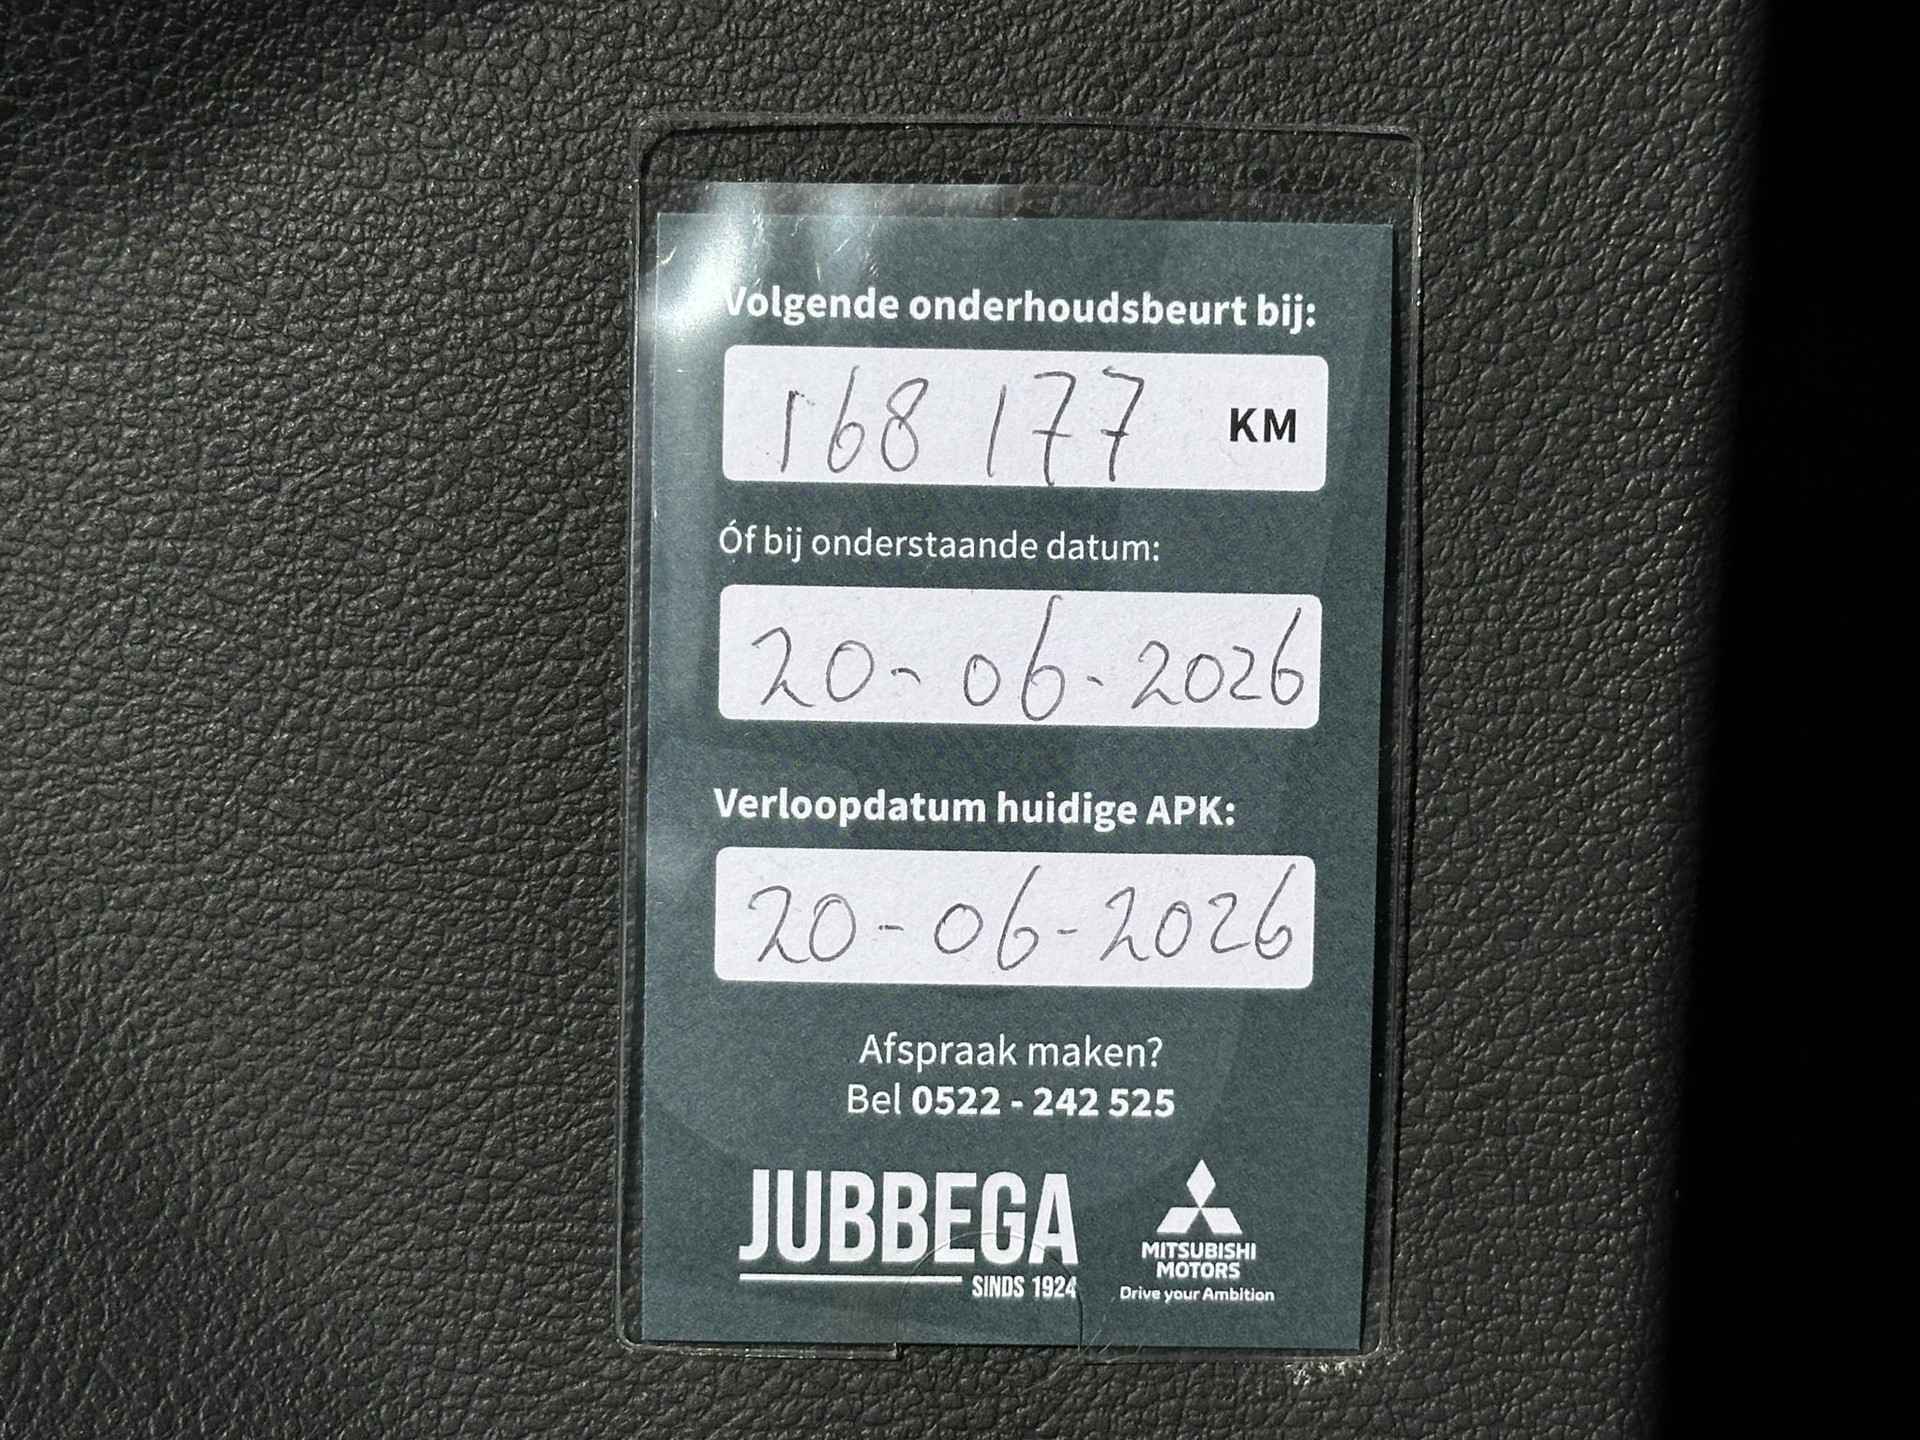 Volgende onderhoudsbeurt bij:
168 177 KM
Óf bij onderstaande datum:
20-06-2026
Verloopdatum huidige APK:
20-06-2026
Afspraak maken?
Bel 0522 - 242 525
JUBBEGA
SINDS 1924
MITSUBISHI
MOTORS
Drive your Ambition